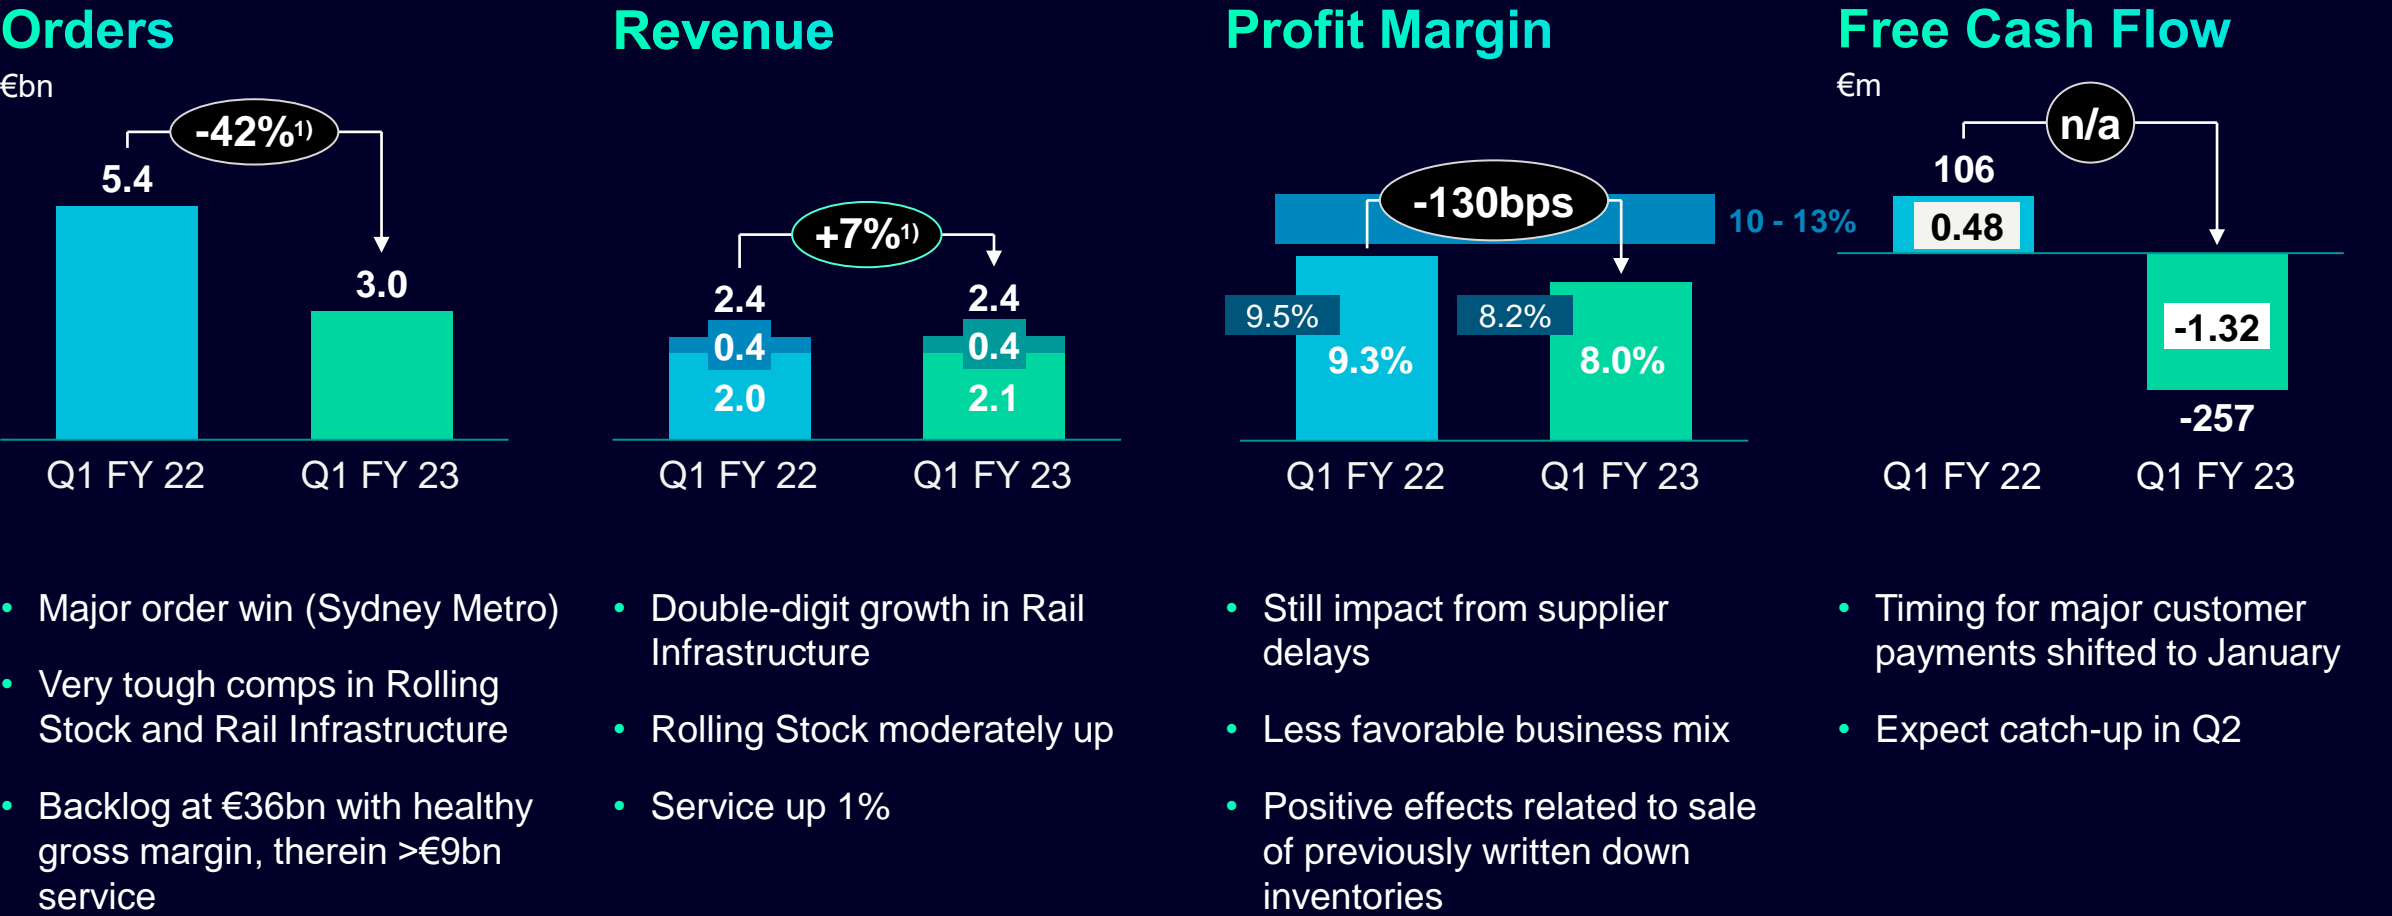 Orders
€bn
-42%1)
5.4
3.0
Q1 FY 22
Q1 FY 23
• Major order win (Sydney Metro)
• Very tough comps in Rolling
Stock and Rail Infrastructure
• Backlog at €36bn with healthy
gross margin, therein >€9bn
service
Revenue
+7%1)
2.4
0.4
2.0
2.4
0.4
2.1
Q1 FY 22
Q1 FY 23
• Double-digit growth in Rail
Infrastructure
• Rolling Stock moderately up
• Service up 1%
Profit Margin
-130bps
10 - 13%
9.5%
9.3%
8.2%
8.0%
Q1 FY 22
Q1 FY 23
• Still impact from supplier
delays
• Less favorable business mix
• Positive effects related to sale
of previously written down
inventories
Free Cash Flow
€m
n/a
106
0.48
-1.32
-257
Q1 FY 22
Q1 FY 23
• Timing for major customer
payments shifted to January
• Expect catch-up in Q2